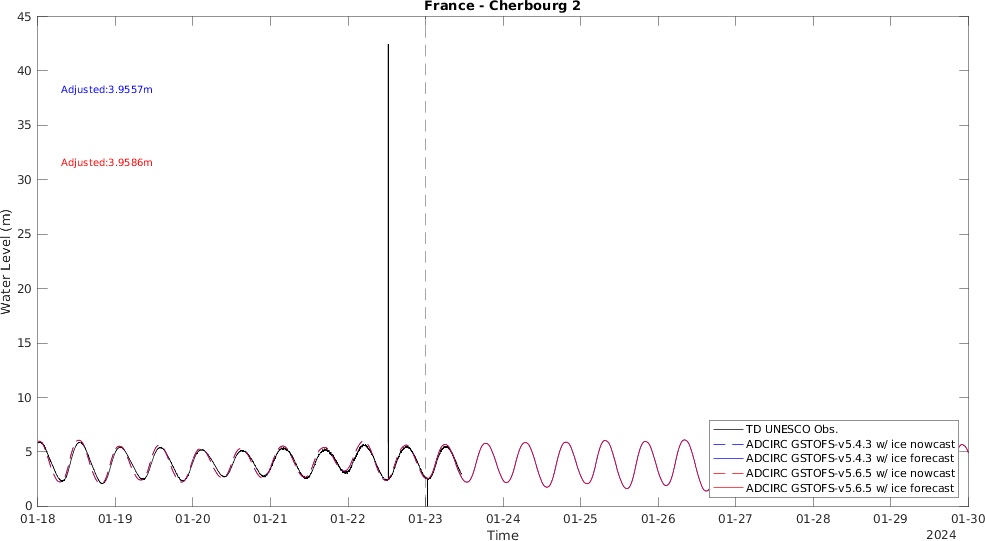 France - Cherbourg 2
45
40
35
30
25
20
15
10
5
0
Water Level (m)
Adjusted:3.9557m
Adjusted:3.9586m
TD UNESCO Obs.
ADCIRC GSTOFS-v5.4.3 w/ ice nowcast
ADCIRC GSTOFS-v5.4.3 w/ ice forecast
ADCIRC GSTOFS-v5.6.5 w/ ice nowcast
ADCIRC GSTOFS-v5.6.5 w/ ice forecast
01-18 01-19 01-20 01-21 01-22 01-23 01-24 01-25 01-26 01-27 01-28 01-29 01-30
Time
2024